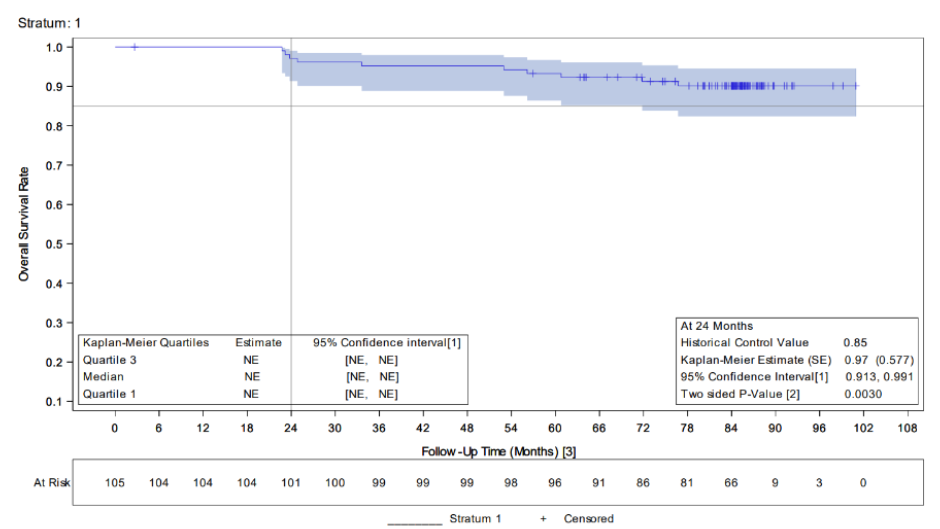 Stratum: 1
Overall Survival Rate
1.0
0.9
0.8
0.7
0.6
0.5
0.4
0.3
0.2
0.1
Kaplan-Meier Quartiles Estimate 95% Confidence interval[1]
Quartile 3 NE [NE, NE]
Median NE [NE, NE]
Quartile 1 NE [NE, NE]
At 24 Months
Historical Control Value 0.85
Kaplan-Meier Estimate (SE) 0.97 (0.577)
95% Confidence Interval[1] 0.913, 0.991
Two sided P-Value [2] 0.0030
0 6 12 18 24 30 36 42 48 54 60 66 72 78 84 90 96 102 108
Follow-Up Time (Months) [3]
At Risk 105 104 104 104 101 100 99 99 99 98 96 91 86 81 66 9 3 0
Stratum 1 + Censored